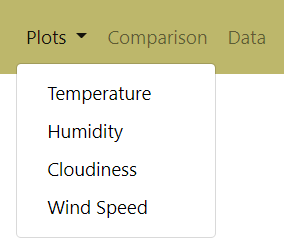 Plots Comparison Data
Temperature
Humidity
Cloudiness
Wind Speed